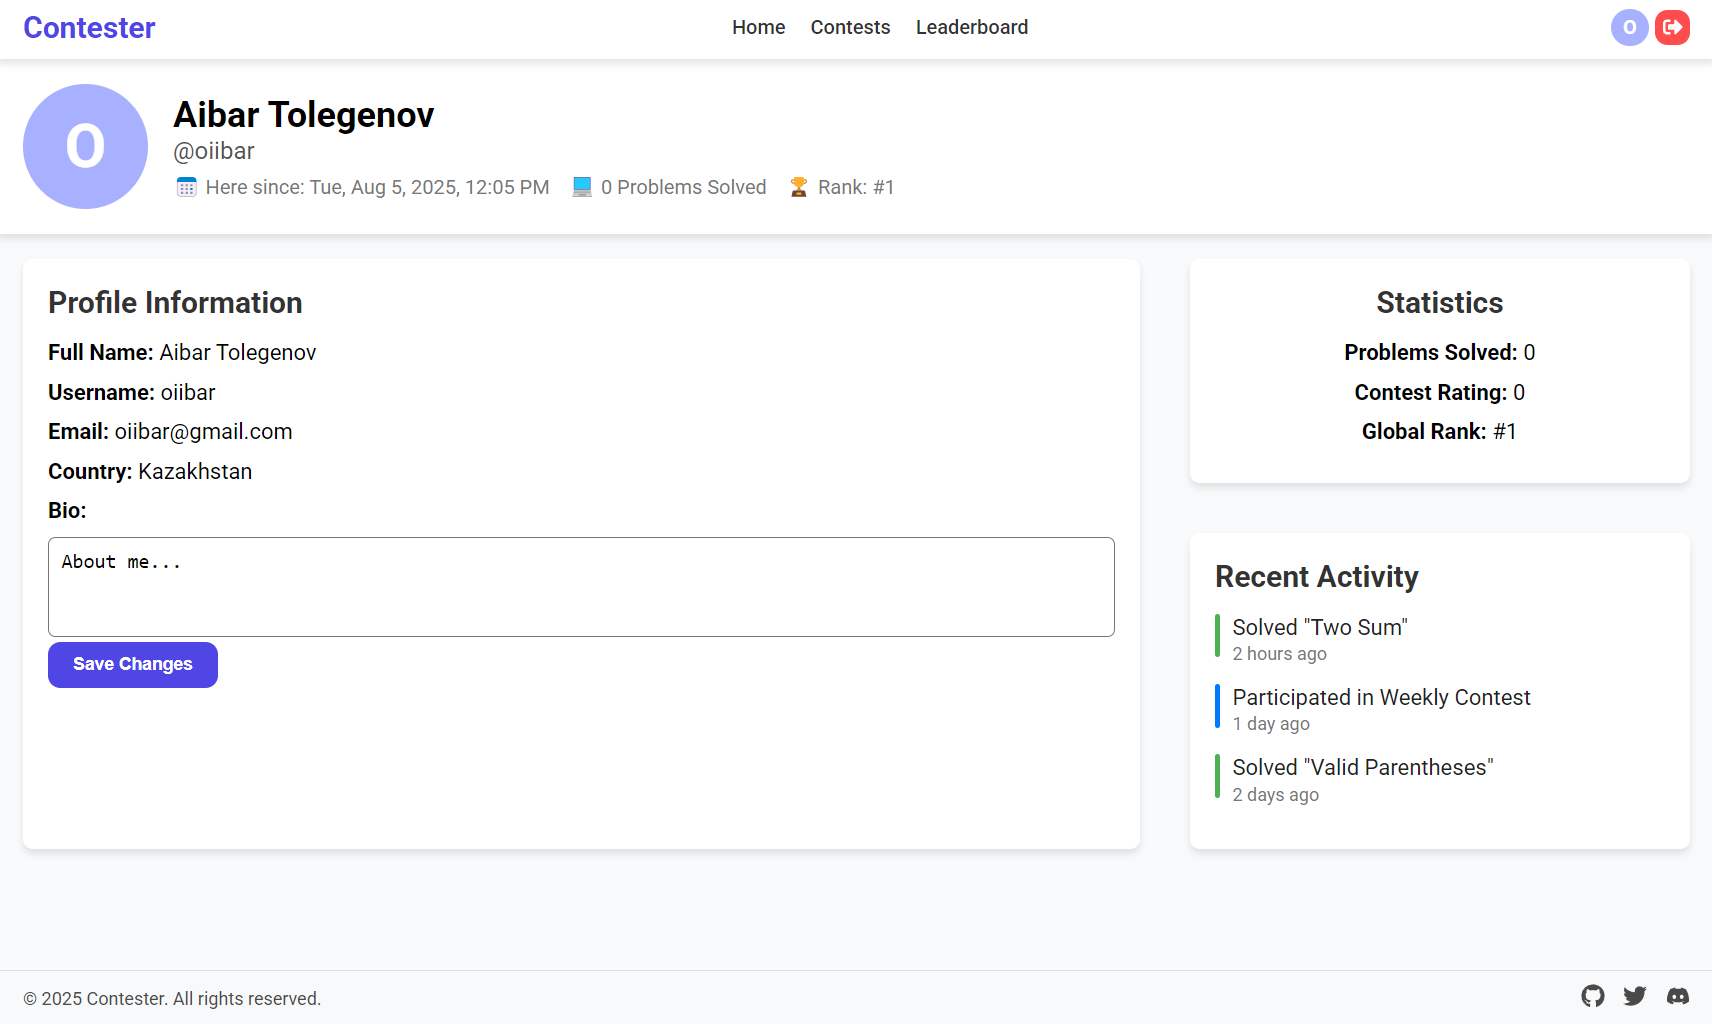 Contester
Home Contests Leaderboard
O
O
Aibar Tolegenov
@oiibar
Here since: Tue, Aug 5, 2025, 12:05 PM 0 Problems Solved Rank: #1
Profile Information
Full Name: Aibar Tolegenov
Username: oiibar
Email: oiibar@gmail.com
Country: Kazakhstan
Bio:
About me...
Save Changes
Statistics
Problems Solved: 0
Contest Rating: 0
Global Rank: #1
Recent Activity
Solved "Two Sum"
2 hours ago
Participated in Weekly Contest
1 day ago
Solved "Valid Parentheses"
2 days ago
© 2025 Contester. All rights reserved.